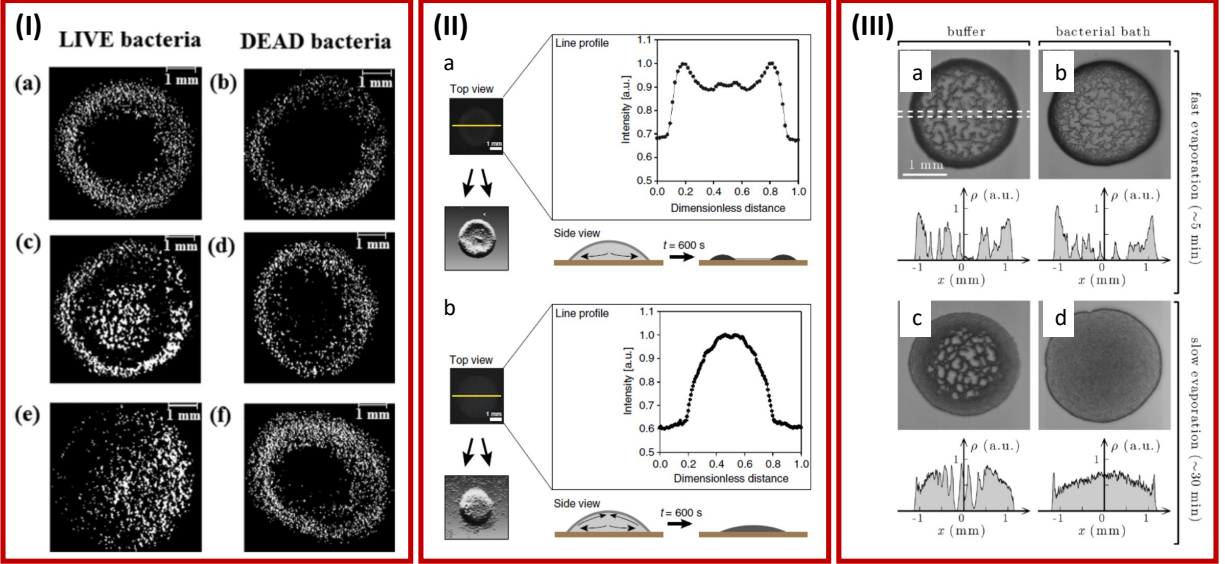 (I)
LIVE bacteria DEAD bacteria
(a) 1 mm
(b) 1 mm
(c) 1 mm
(d) 1 mm
(e) 1 mm
(f) 1 mm
(II)
a
Top view
1 mm
Line profile
Intensity [a.u.]
1.1
1.0
0.9
0.8
0.7
0.6
0.5
0.0 0.2 0.4 0.6 0.8 1.0
Dimensionless distance
Side view
t = 600 s
b
Top view
1 mm
Line profile
Intensity [a.u.]
1.1
1.0
0.9
0.8
0.7
0.6
0.5
0.0 0.2 0.4 0.6 0.8 1.0
Dimensionless distance
Side view
t = 600 s
(III)
buffer bacterial bath
a
1 mm
b
fast evaporation (~5 min)
ρ (a.u.)
1
-1 0 1
x (mm)
ρ (a.u.)
1
-1 0 1
x (mm)
c
d
slow evaporation (~30 min)
ρ (a.u.)
1
-1 0 1
x (mm)
ρ (a.u.)
1
-1 0 1
x (mm)